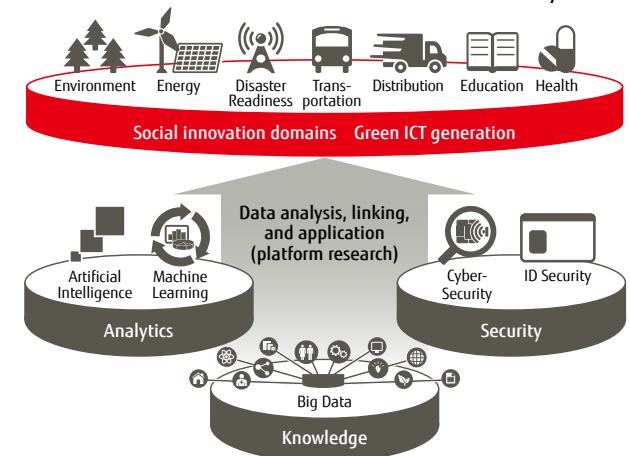 Environment
Energy
Disaster
Readiness
Trans-
portation
Distribution
Education
Health
Social innovation domains Green ICT generation
Data analysis, linking,
and application
(platform research)
Artificial
Intelligence
Machine
Learning
Analytics
Cyber-
Security
ID Security
Security
Big Data
Knowledge